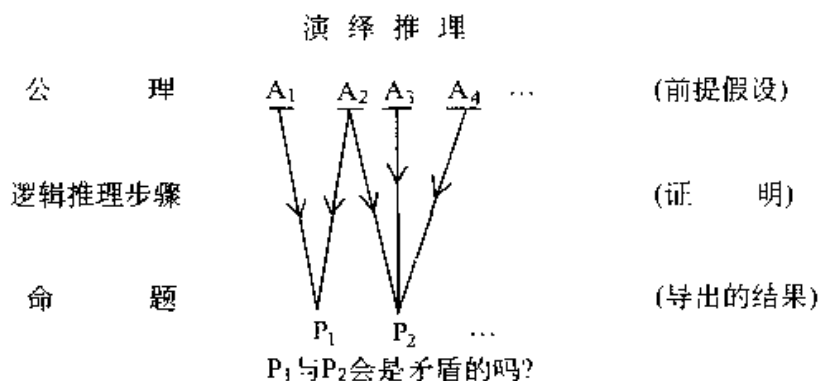 演绎推理
公理 A₁ A₂ A₃ A₄ … (前提假设)
逻辑推理步骤 (证明)
命题 (导出的结果)
P₁ P₂ …
P₁与P₂会是矛盾的吗?